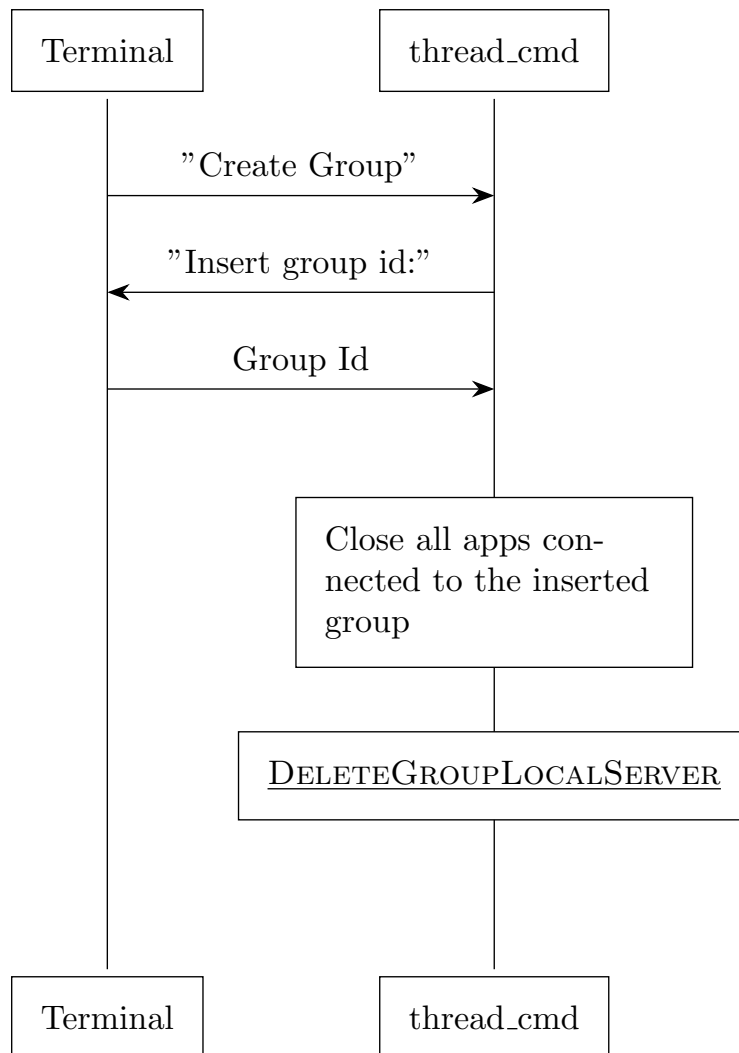 Terminal
thread_cmd
”Create Group”
”Insert group id:”
Group Id
Close all apps con-
nected to the inserted
group
DELETEGROUPLOCALSERVER
Terminal
thread_cmd